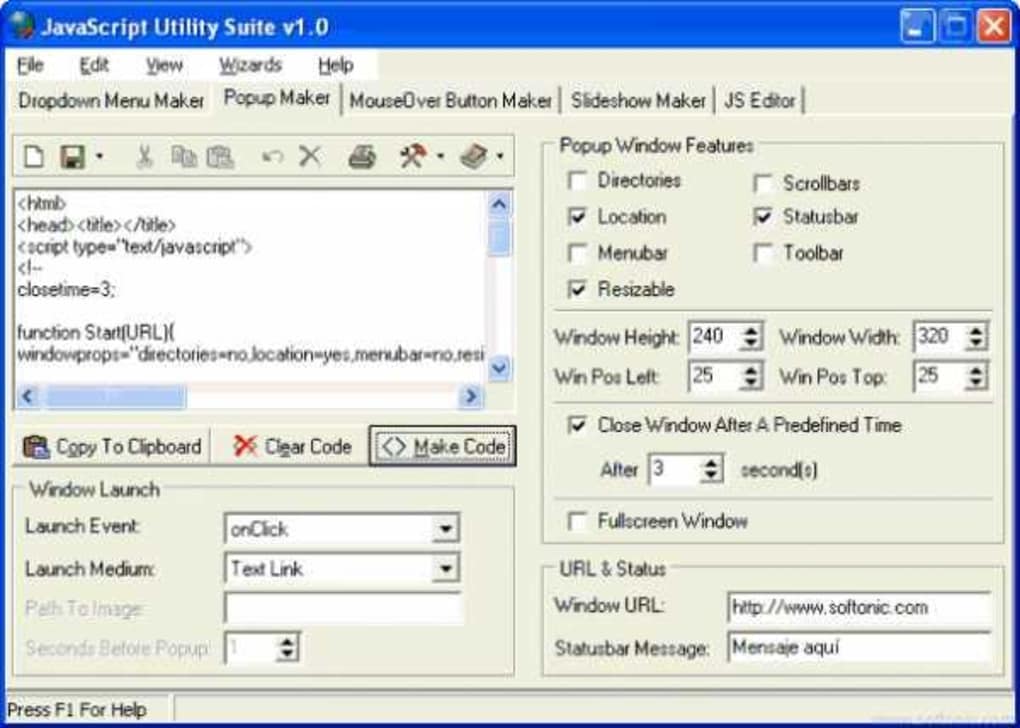 JavaScript Utility Suite v1.0
File Edit View Wizards Help
Dropdown Menu Maker Popup Maker MouseOver Button Maker Slideshow Maker JS Editor
<html>
<head><title></title>
<script type="text/javascript">
<!--
closetime=3;
function Start(URL){
windowprops="directories=no,location=yes,menubar=no,resi
Copy To Clipboard Clear Code <> Make Code
Window Launch
Launch Event: onClick
Launch Medium: Text Link
Path To Image:
Seconds Before Popup: 1
Popup Window Features
Directories Scrollbars
Location Statusbar
Menubar Toolbar
Resizable
Window Height: 240 Window Width: 320
Win Pos Left: 25 Win Pos Top: 25
Close Window After A Predefined Time
After 3 second(s)
Fullscreen Window
URL & Status
Window URL: http://www.softonic.com
Statusbar Message: Mensaje aquí
Press F1 For Help